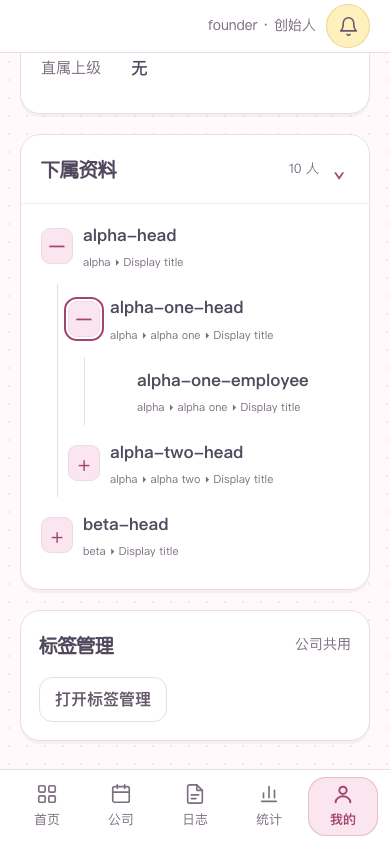 founder · 创始人
直属上级 无
下属资料 10 人
alpha-head
alpha ▸ Display title
alpha-one-head
alpha ▸ alpha one ▸ Display title
alpha-one-employee
alpha ▸ alpha one ▸ Display title
alpha-two-head
alpha ▸ alpha two ▸ Display title
beta-head
beta ▸ Display title
标签管理 公司共用
打开标签管理
首页 公司 日志 统计 我的